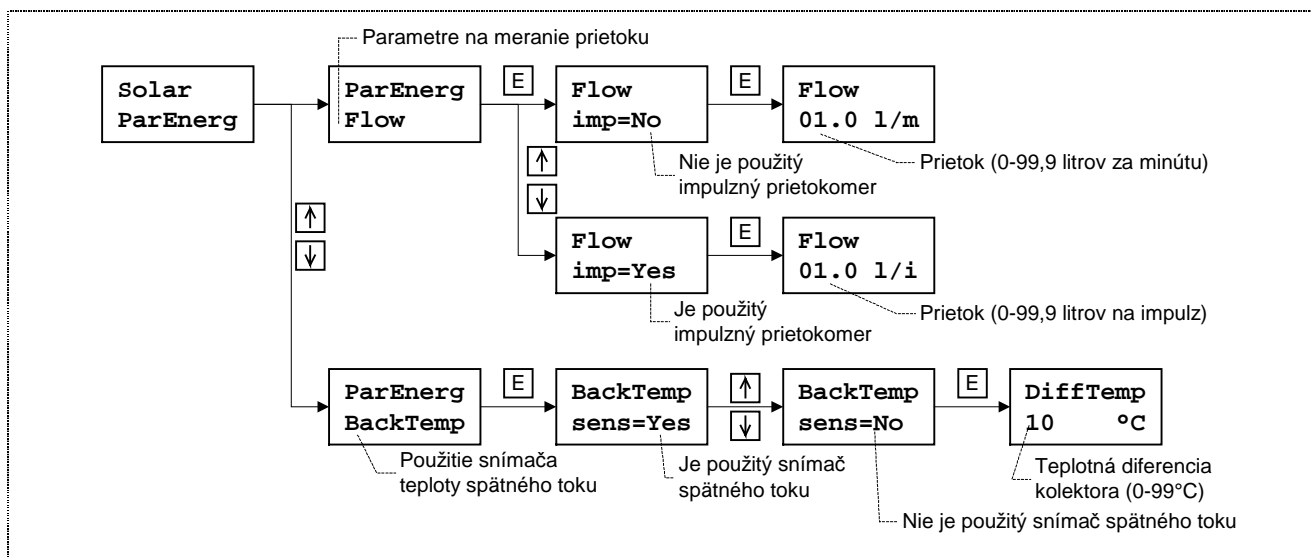 Parametre na meranie prietoku
Solar
ParEnerg
ParEnerg
Flow
E
Flow
imp=No
E
Flow
01.0 l/m
Nie je použitý
impulzný prietokomer
Prietok (0-99,9 litrov za minútu)
↑
↓
↑
↓
Flow
imp=Yes
E
Flow
01.0 l/i
Je použitý
impulzný prietokomer
Prietok (0-99,9 litrov na impulz)
ParEnerg
BackTemp
E
BackTemp
sens=Yes
↑
↓
BackTemp
sens=No
E
DiffTemp
10 °C
Použitie snímača
teploty spätného toku
Je použitý snímač
spätného toku
Teplotná diferencia
kolektora (0-99°C)
Nie je použitý snímač spätného toku